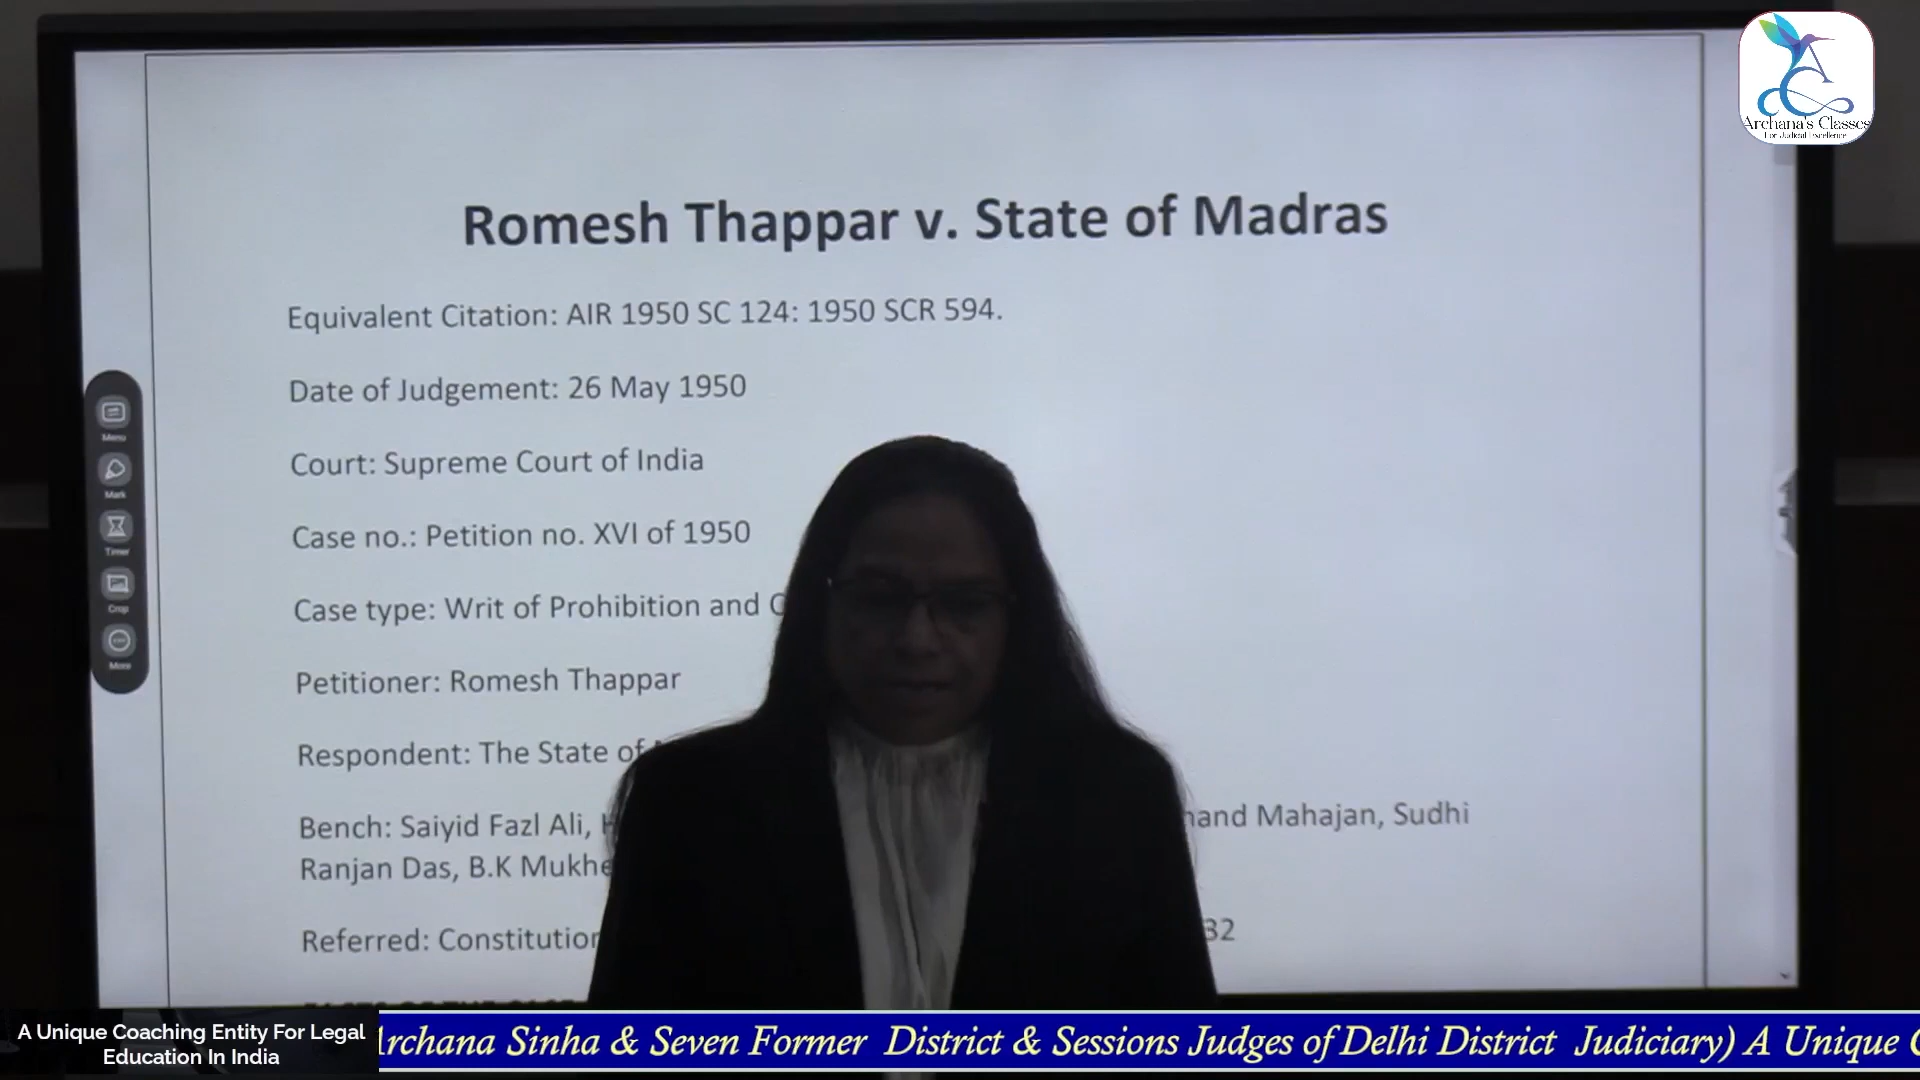 Archana's Classes
For Judicial Excellence
Romesh Thappar v. State of Madras
Equivalent Citation: AIR 1950 SC 124: 1950 SCR 594.
Date of Judgement: 26 May 1950
Court: Supreme Court of India
Case no.: Petition no. XVI of 1950
Case type: Writ of Prohibition and
Petitioner: Romesh Thappar
Respondent: The State of
Bench: Saiyid Fazl Ali, hand Mahajan, Sudhi
Ranjan Das, B.K Mukhe
Referred: Constitution 32
Menu
Mark
Timer
Crop
More
A Unique Coaching Entity For Legal
Education In India
Archana Sinha & Seven Former District & Sessions Judges of Delhi District Judiciary) A Unique